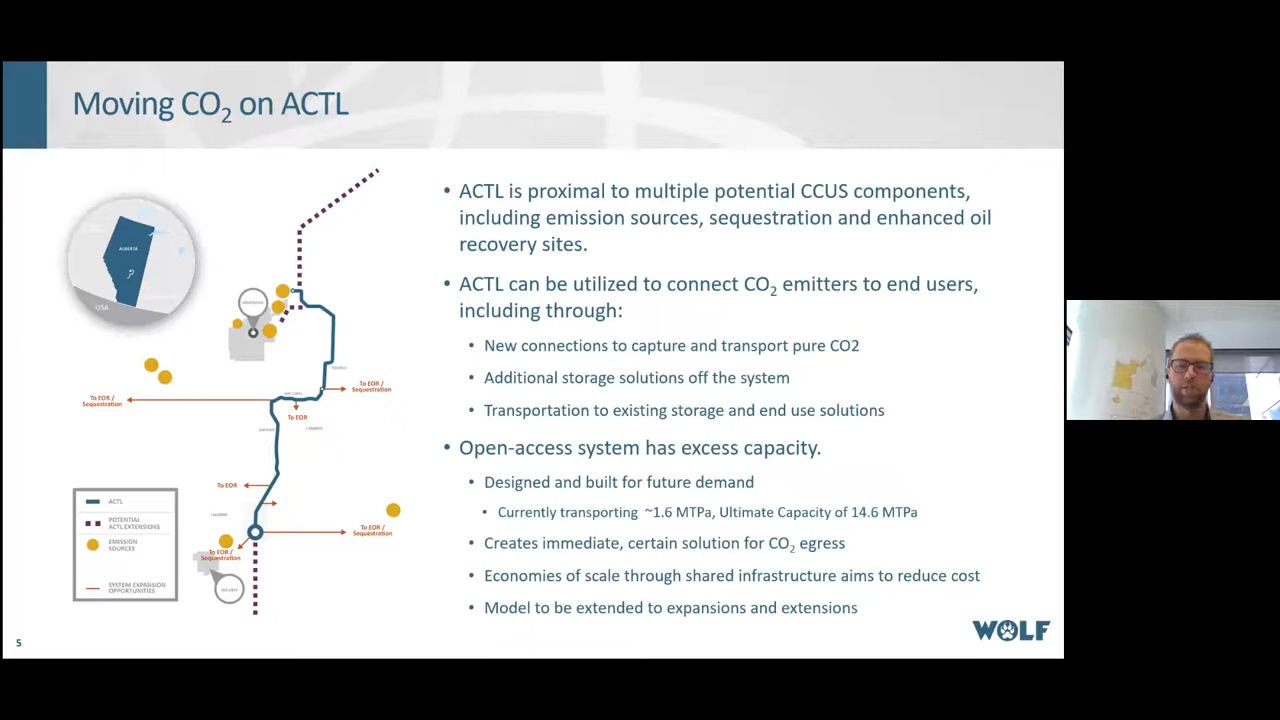 Moving CO2 on ACTL
ALBERTA
USA
EDMONTON
To EOR /
Sequestration
To EOR /
Sequestration
To EOR
To EOR
To EOR /
Sequestration
To EOR /
Sequestration
RED DEER
ACTL
POTENTIAL
ACTL EXTENSIONS
EMISSION
SOURCES
SYSTEM EXPANSION
OPPORTUNITIES
• ACTL is proximal to multiple potential CCUS components,
including emission sources, sequestration and enhanced oil
recovery sites.
• ACTL can be utilized to connect CO2 emitters to end users,
including through:
• New connections to capture and transport pure CO2
• Additional storage solutions off the system
• Transportation to existing storage and end use solutions
• Open-access system has excess capacity.
• Designed and built for future demand
• Currently transporting ~1.6 MTPa, Ultimate Capacity of 14.6 MTPa
• Creates immediate, certain solution for CO2 egress
• Economies of scale through shared infrastructure aims to reduce cost
• Model to be extended to expansions and extensions
5
WOLF